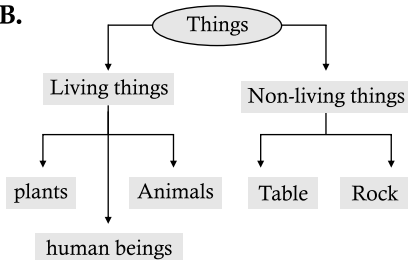 B.
Things
Living things
Non-living things
plants
Animals
Table
Rock
human beings